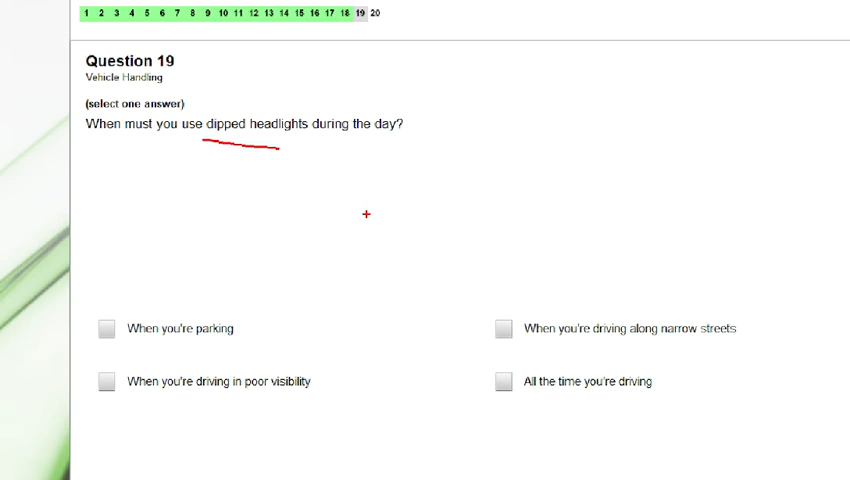 1 2 3 4 5 6 7 8 9 10 11 12 13 14 15 16 17 18 19 20
Question 19
Vehicle Handling
(select one answer)
When must you use dipped headlights during the day?
When you're parking
When you're driving along narrow streets
When you're driving in poor visibility
All the time you're driving